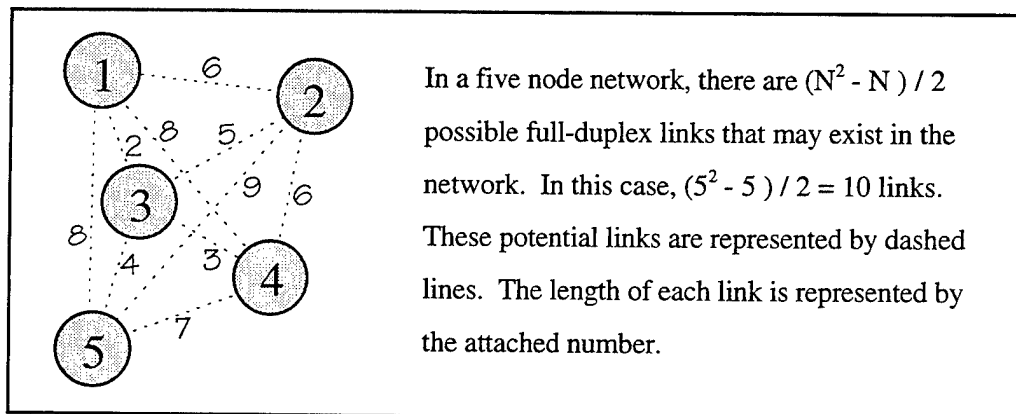 1
6
2
8
5
2
9
3
6
8
4
3
4
7
5
In a five node network, there are (N² - N ) / 2
possible full-duplex links that may exist in the
network. In this case, (5² - 5 ) / 2 = 10 links.
These potential links are represented by dashed
lines. The length of each link is represented by
the attached number.